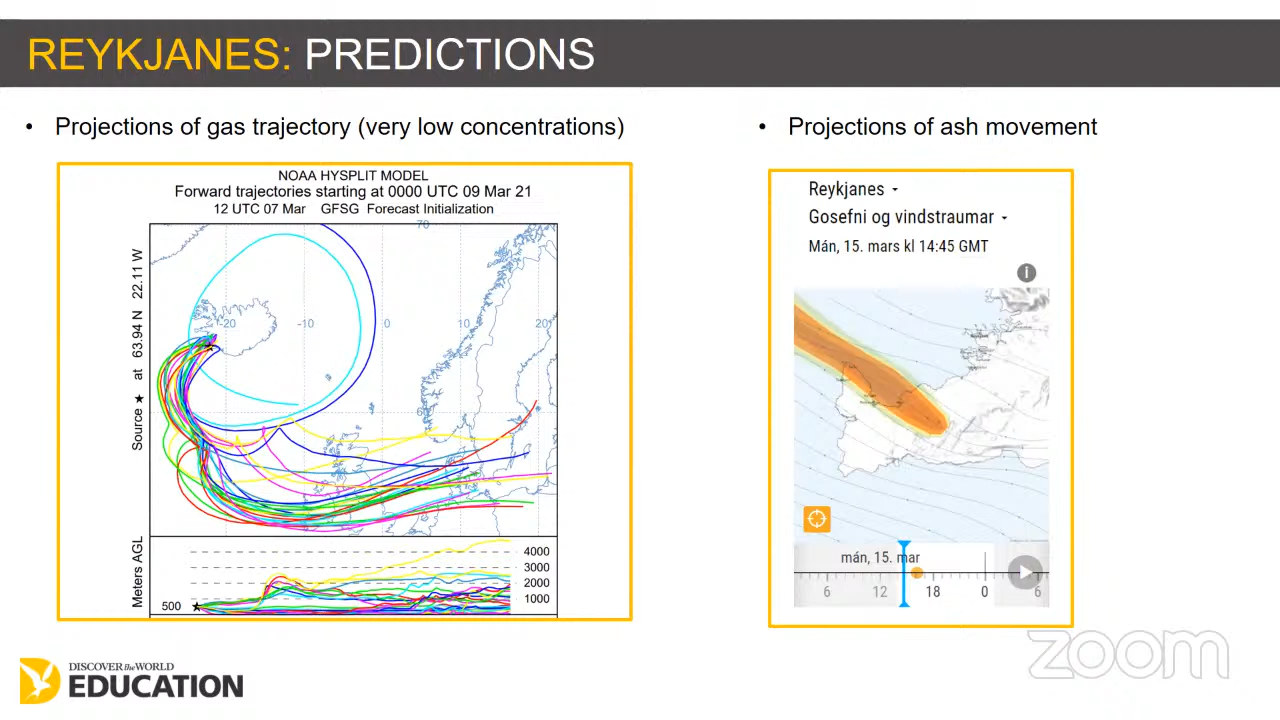 REYKJANES: PREDICTIONS
• Projections of gas trajectory (very low concentrations)
NOAA HYSPLIT MODEL
Forward trajectories starting at 0000 UTC 09 Mar 21
12 UTC 07 Mar GFSG Forecast Initialization
Source ★ at 63.94 N 22.11 W
70
-20 -10 0 10 20
Meters AGL
4000
3000
2000
1000
500
• Projections of ash movement
Reykjanes
Gosefni og vindstraumar
Mán, 15. mars kl 14:45 GMT
i
mán, 15. mar
6 12 18 0 6
DISCOVER the WORLD
EDUCATION
zoom